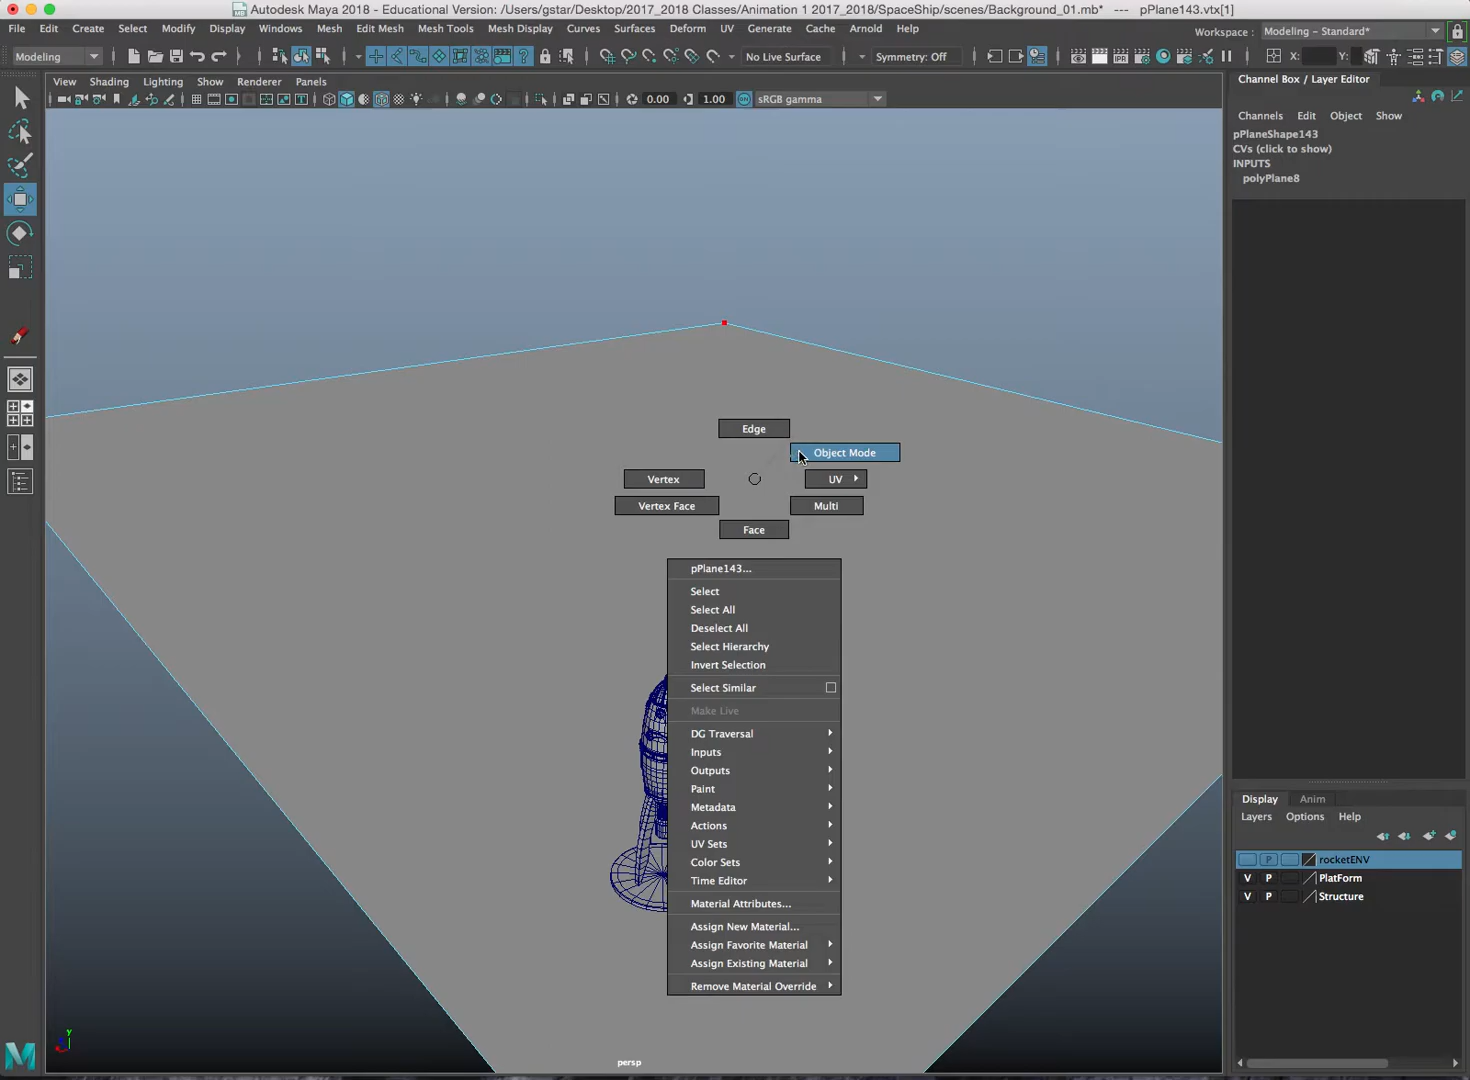 Autodesk Maya 2018 - Educational Version: /Users/gstar/Desktop/2017_2018 Classes/Animation 1 2017_2018/SpaceShip/scenes/Background_01.mb* --- pPlane143.vtx[1]
File Edit Create Select Modify Display Windows Mesh Edit Mesh Mesh Tools Mesh Display Curves Surfaces Deform UV Generate Cache Arnold Help
Workspace : Modeling - Standard*
Modeling No Live Surface Symmetry: Off X: Y:
View Shading Lighting Show Renderer Panels
0.00 1.00 sRGB gamma
Channel Box / Layer Editor
Channels Edit Object Show
pPlaneShape143
CVs (click to show)
INPUTS
polyPlane8
Edge
Object Mode
Vertex UV
Vertex Face Multi
Face
pPlane143...
Select
Select All
Deselect All
Select Hierarchy
Invert Selection
Select Similar
Make Live
DG Traversal
Inputs
Outputs
Paint
Metadata
Actions
UV Sets
Color Sets
Time Editor
Material Attributes...
Assign New Material...
Assign Favorite Material
Assign Existing Material
Remove Material Override
Display Anim
Layers Options Help
P rocketENV
V P PlatForm
V P Structure
y
persp